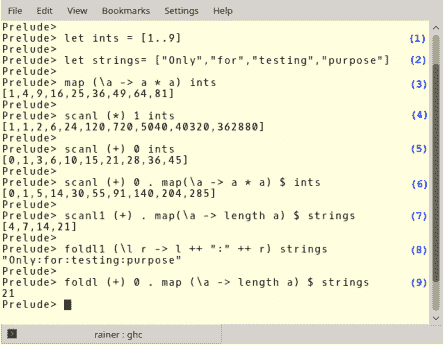 File Edit View Bookmarks Settings Help
Prelude>
Prelude> let ints = [1..9] (1)
Prelude>
Prelude> let strings= ["Only","for","testing","purpose"] (2)
Prelude>
Prelude> map (\a -> a * a) ints (3)
[1,4,9,16,25,36,49,64,81]
Prelude>
Prelude> scanl (*) 1 ints (4)
[1,1,2,6,24,120,720,5040,40320,362880]
Prelude>
Prelude> scanl (+) 0 ints (5)
[0,1,3,6,10,15,21,28,36,45]
Prelude>
Prelude> scanl (+) 0 . map(\a -> a * a) $ ints (6)
[0,1,5,14,30,55,91,140,204,285]
Prelude>
Prelude> scanl1 (+) . map(\a -> length a) $ strings (7)
[4,7,14,21]
Prelude>
Prelude> foldl1 (\l r -> l ++ ":" ++ r) strings (8)
"Only:for:testing:purpose"
Prelude>
Prelude> foldl (+) 0 . map (\a -> length a) $ strings (9)
21
Prelude>
rainer : ghc